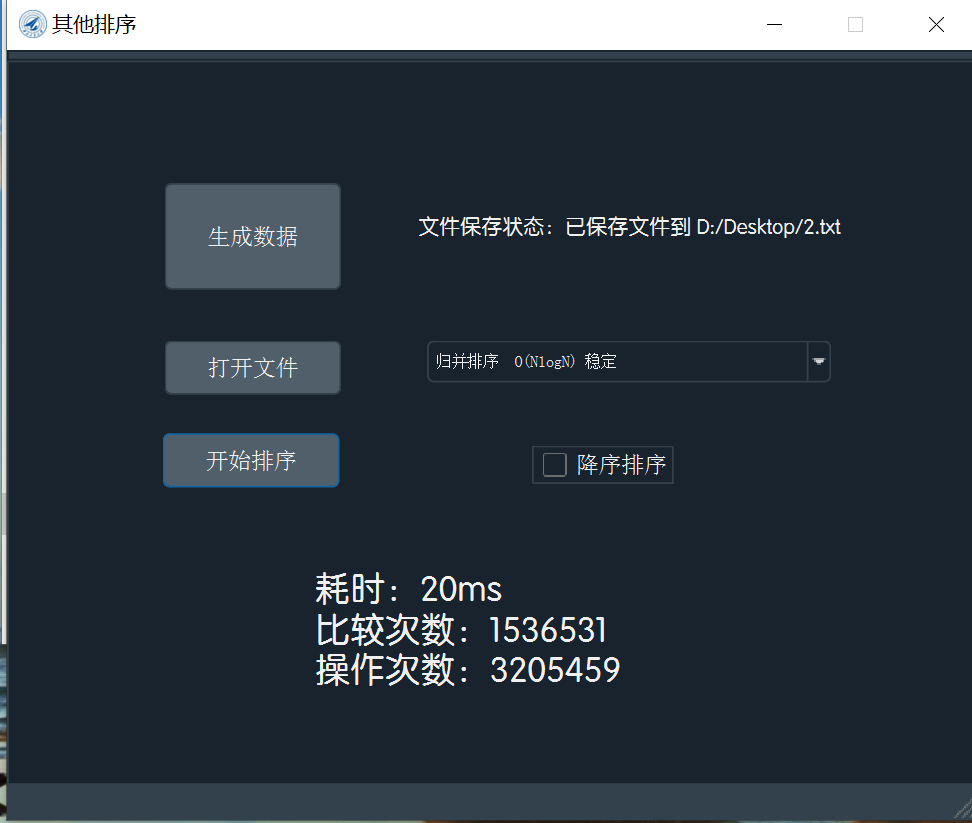 其他排序
生成数据
文件保存状态：已保存文件到 D:/Desktop/2.txt
打开文件
归并排序 O(NlogN) 稳定
开始排序
降序排序
耗时：20ms
比较次数：1536531
操作次数：3205459